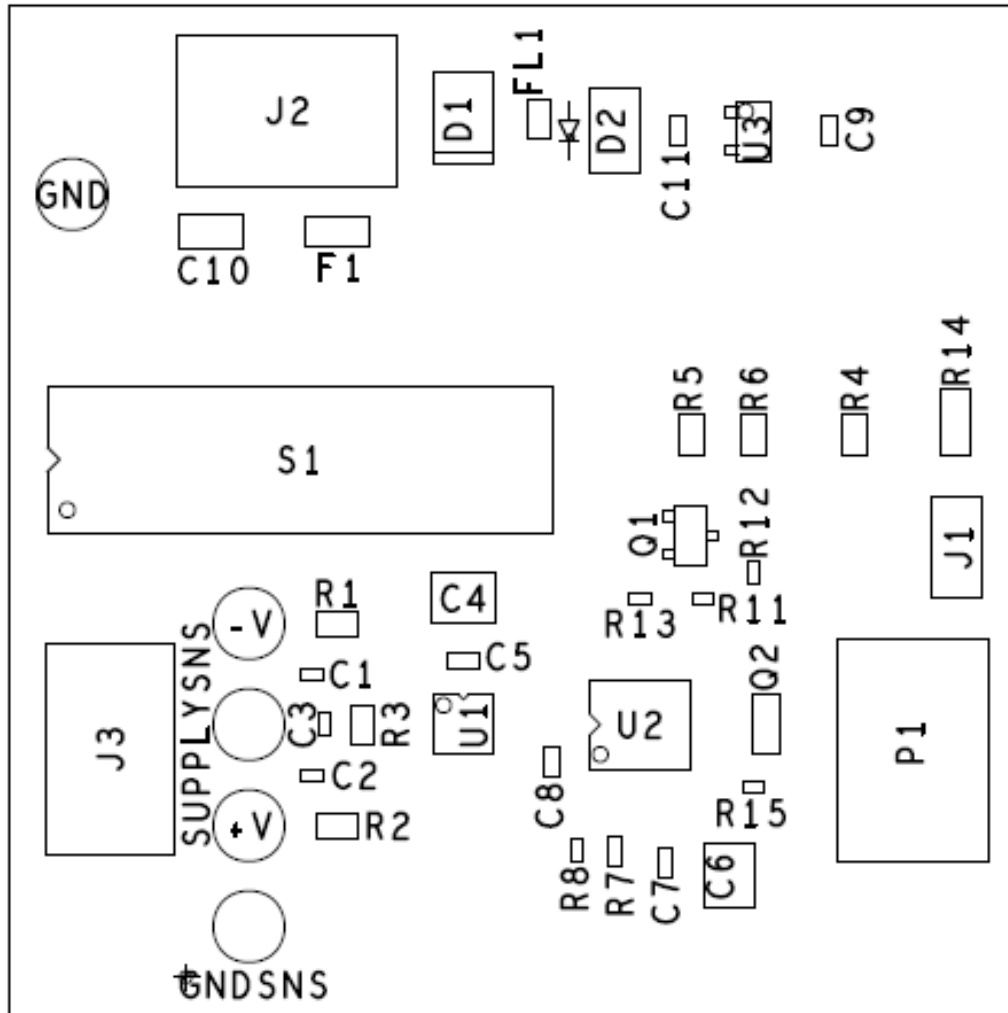 FL1
J2
D1
D2
U3
C9
C11
GND
C10
F1
R5
R6
R4
R14
S1
Q1
R12
J1
R1
C4
R13
R11
-V
SUPPLYSNS
C5
C1
Q2
J3
C3
R3
U1
U2
P1
C2
C8
R15
+V
R2
R8
R7
C7
C6
GNDSNS